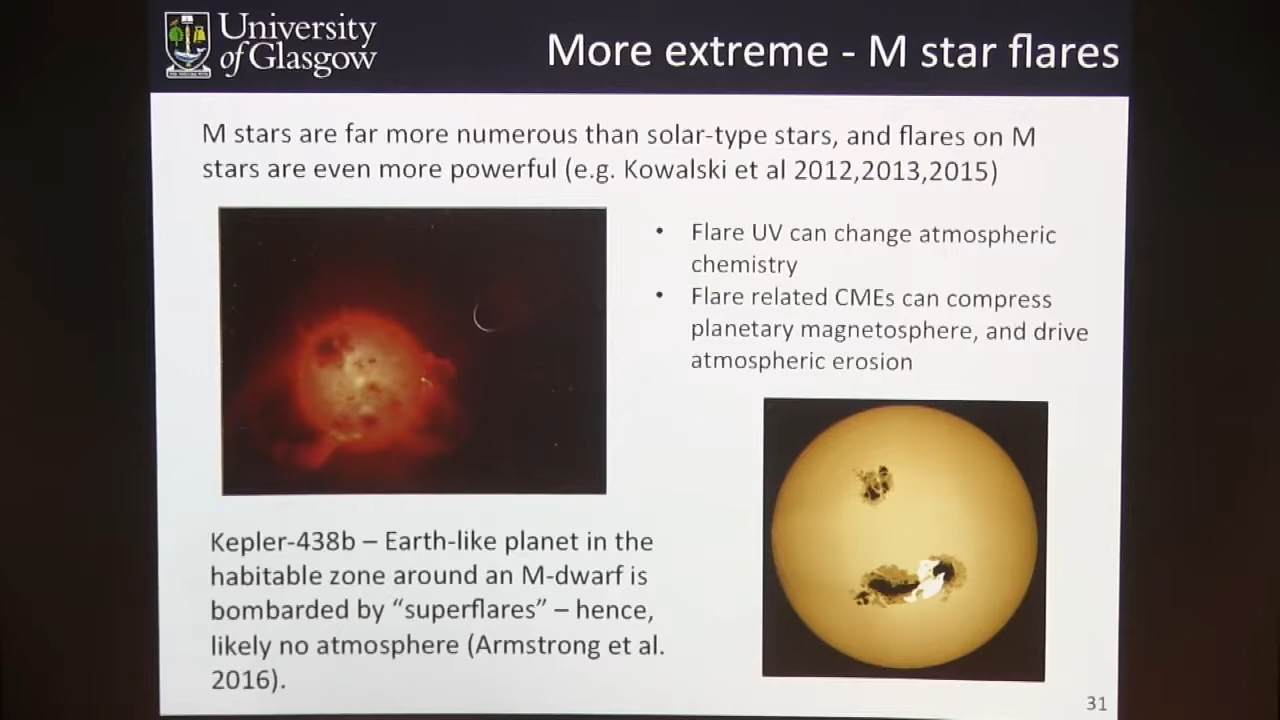 University
of Glasgow
More extreme - M star flares
M stars are far more numerous than solar-type stars, and flares on M
stars are even more powerful (e.g. Kowalski et al 2012,2013,2015)
• Flare UV can change atmospheric
chemistry
• Flare related CMEs can compress
planetary magnetosphere, and drive
atmospheric erosion
Kepler-438b – Earth-like planet in the
habitable zone around an M-dwarf is
bombarded by “superflares” – hence,
likely no atmosphere (Armstrong et al.
2016).
31